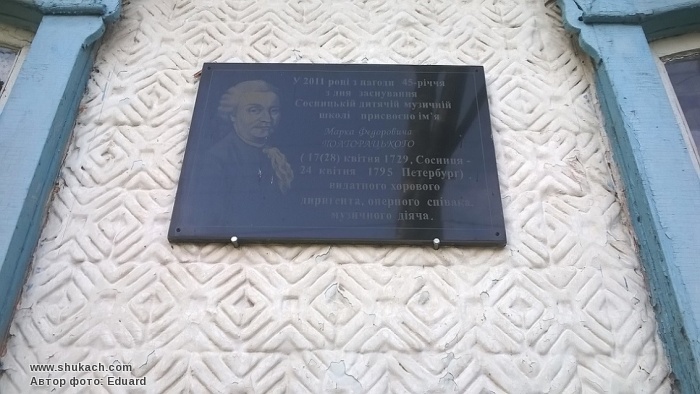 У 2011 році з нагоди 45-річчя
з дня заснування
Сосницькій дитячій музичній
школі присвоєно ім'я
Марка Федоровича
ПОЛТОРАЦЬКОГО
( 17(28) квітня 1729, Сосниця -
24 квітня 1795 Петербург)
видатного хорового
диригента, оперного співака,
музичного діяча.
www.shukach.com
Автор фото: Eduard